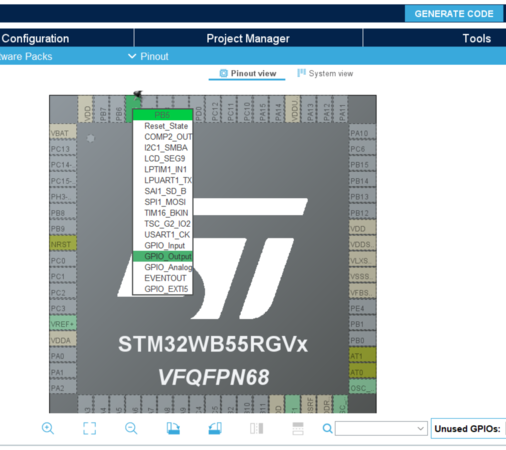 GENERATE CODE
Configuration Project Manager Tools
tware Packs Pinout
Pinout view System view
VDD PB7 PB6 PD0 PC12 PC11 PC10 PA15 PA14 VDDU.. PA13 PA12 PA11
PB5
Reset_State
COMP2_OUT
I2C1_SMBA
LCD_SEG9
LPTIM1_IN1
LPUART1_TX
SAI1_SD_B
SPI1_MOSI
TIM16_BKIN
TSC_G2_IO2
USART1_CK
GPIO_Input
GPIO_Output
GPIO_Analog
EVENTOUT
GPIO_EXTI5
VBAT
PC13
PC14-..
PC15-..
PH3-..
PB8
PB9
NRST
PC0
PC1
PC2
PC3
VREF+
VDDA
PA0
PA1
PA2
PA10
PC6
PB15
PB14
PB13
PB12
VDD
VDDS..
VLXS..
VSSS..
VFBS..
PE4
PB1
PB0
AT1
AT0
OSC_..
STM32WB55RGVx
VFQFPN68
Unused GPIOs: